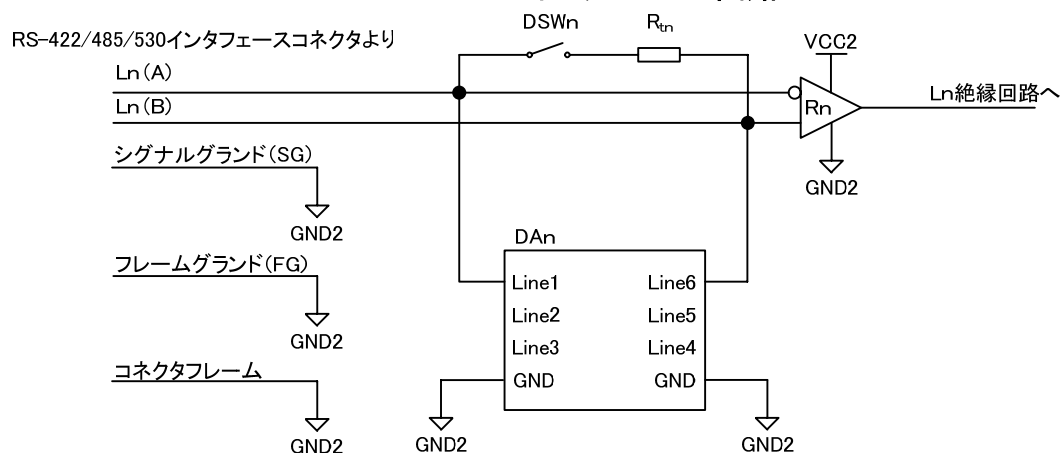 DSWn
Rtn
RS-422/485/530インタフェースコネクタより
VCC2
Ln(A)
Ln(B)
Rn
Ln絶縁回路へ
シグナルグランド(SG)
GND2
GND2
DAn
フレームグランド(FG)
Line1
Line6
Line2
Line5
GND2
Line3
Line4
コネクタフレーム
GND
GND
GND2
GND2
GND2